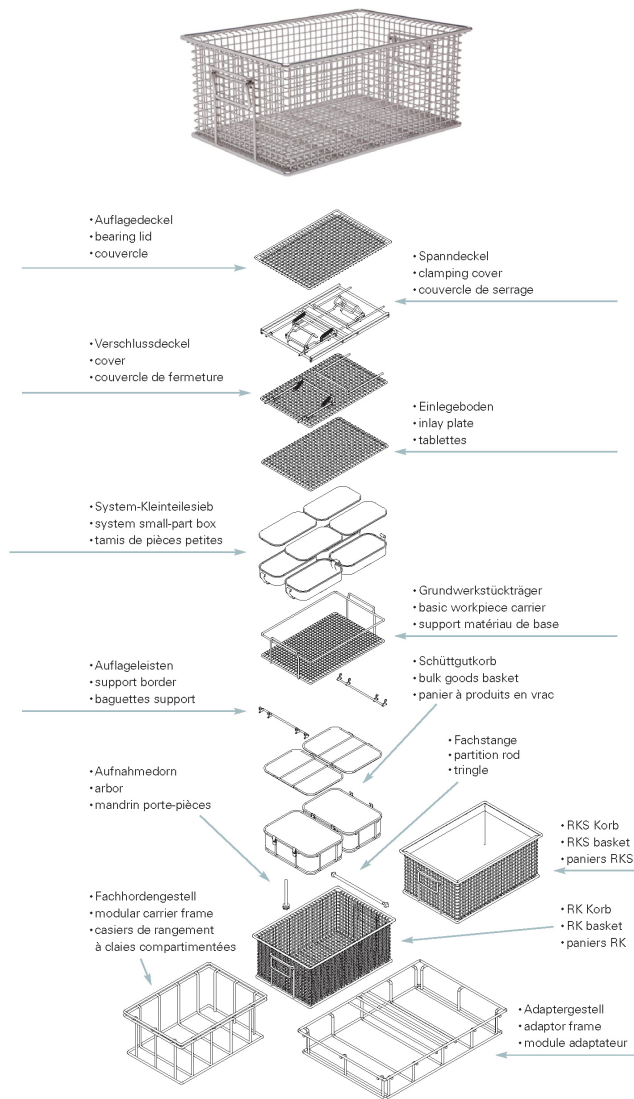 • Auflagedeckel
• bearing lid
• couvercle
• Spanndeckel
• clamping cover
• couvercle de serrage
• Verschlussdeckel
• cover
• couvercle de fermeture
• Einlegeboden
• inlay plate
• tablettes
• System-Kleinteilesieb
• system small-part box
• tamis de pièces petites
• Grundwerkstückträger
• basic workpiece carrier
• support matériau de base
• Auflageleisten
• support border
• baguettes support
• Schüttgutkorb
• bulk goods basket
• panier à produits en vrac
• Fachstange
• partition rod
• tringle
• Aufnahmedorn
• arbor
• mandrin porte-pièces
• RKS Korb
• RKS basket
• paniers RKS
• Fachhordengestell
• modular carrier frame
• casiers de rangement
à claies compartimentées
• RK Korb
• RK basket
• paniers RK
• Adaptergestell
• adaptor frame
• module adaptateur